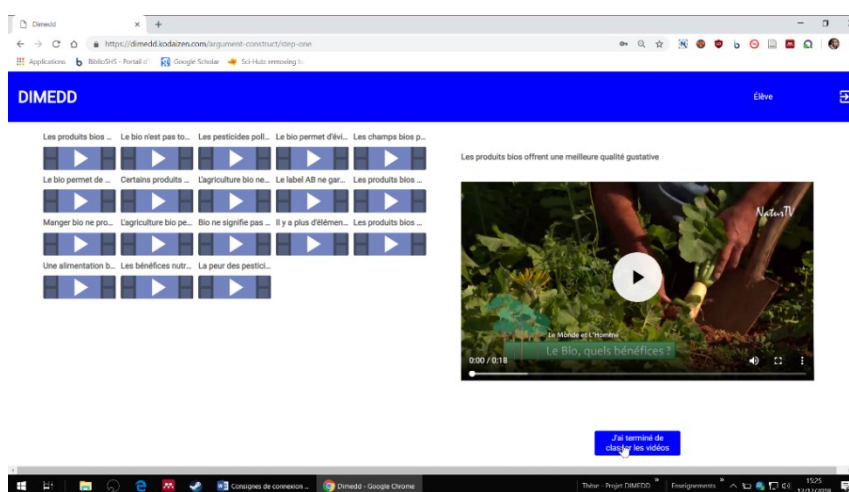 Dimedd
https://dimedd.kodaizen.com/argument-construct/step-one
Applications
Google Scholar
DIMEDD
Élève
Les produits bios ... Le bio n'est pas to... Les pesticides poll... Le bio permet d'évi... Les champs bios p...
Le bio permet de ... Certains produits ... L'agriculture bio ne... Le label AB ne gar... Les produits bios ...
Manger bio ne pro... L'agriculture bio pe... Bio ne signifie pas ... Il y a plus d'élémen... Les produits bios ...
Une alimentation b... Les bénéfices nutr... La peur des pestici...
Les produits bios offrent une meilleure qualité gustative
NaturTV
Le Monde et L'Homme
Le Bio, quels bénéfices ?
0:00 / 0:18
J'ai terminé de
classer les vidéos
Consignes de connexion ...
Dimedd - Google Chrome
Thèse - Projet DIMEDD
Enseignements
15:25
12/12/2018